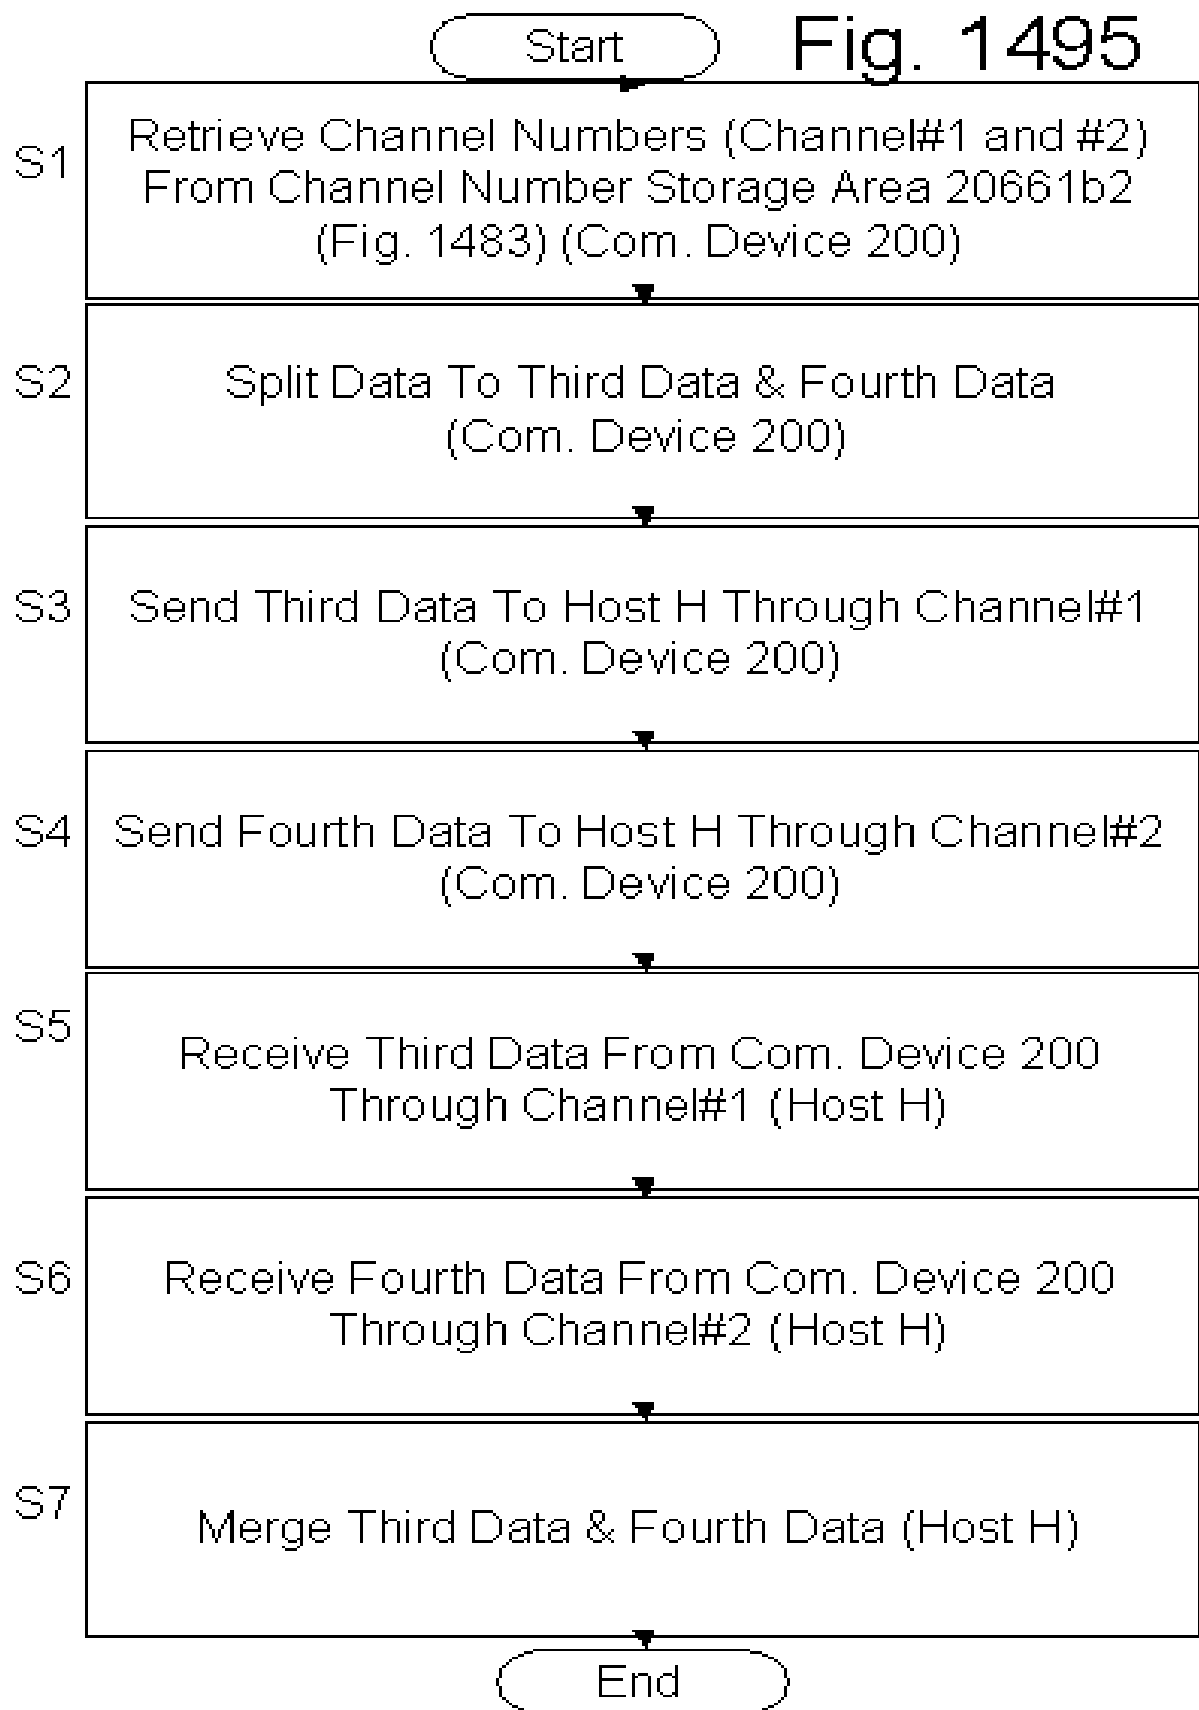 Start
Fig. 1495
S1
Retrieve Channel Numbers (Channel#1 and #2)
From Channel Number Storage Area 20661b2
(Fig. 1483) (Com. Device 200)
S2
Split Data To Third Data & Fourth Data
(Com. Device 200)
S3
Send Third Data To Host H Through Channel#1
(Com. Device 200)
S4
Send Fourth Data To Host H Through Channel#2
(Com. Device 200)
S5
Receive Third Data From Com. Device 200
Through Channel#1 (Host H)
S6
Receive Fourth Data From Com. Device 200
Through Channel#2 (Host H)
S7
Merge Third Data & Fourth Data (Host H)
End